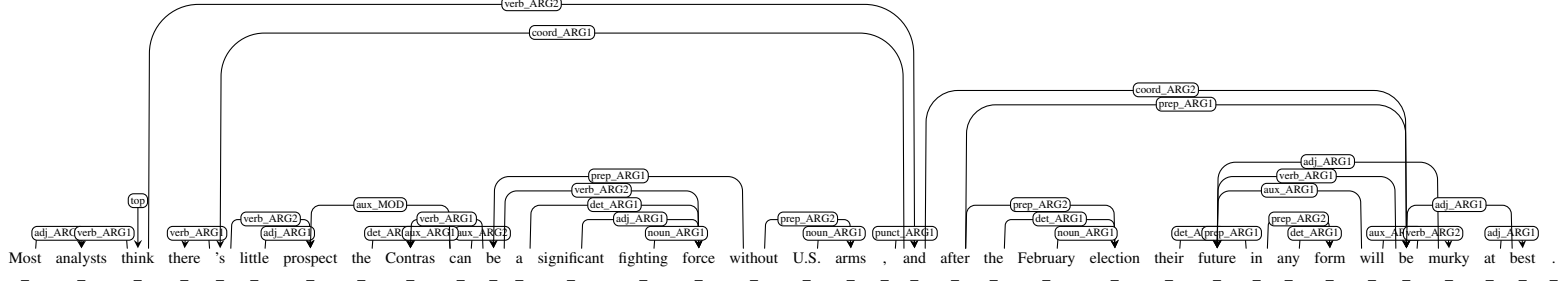 verb_ARG2
coord_ARG1
coord_ARG2
prep_ARG1
adj_ARG1
prep_ARG1 verb_ARG1
verb_ARG2 aux_ARG1
top aux_MOD det_ARG1 prep_ARG2 adj_ARG1
verb_ARG2 verb_ARG1 adj_ARG1 prep_ARG2 det_ARG1 prep_ARG2
verb_ARG1 verb_ARG1 adj_ARG1 aux_ARG1 noun_ARG1 noun_ARG1 punct_ARG1 noun_ARG1 prep_ARG1 det_ARG1 verb_ARG2 adj_ARG1
Most analysts think there 's little prospect the Contras can be a significant fighting force without U.S. arms , and after the February election their future in any form will be murky at best .
_ _ _ _ _ _ _ _ _ _ _ _ _ _ _ _ _ _ _ _ _ _ _ _ _ _ _ _ _ _ _ _ _ _ _